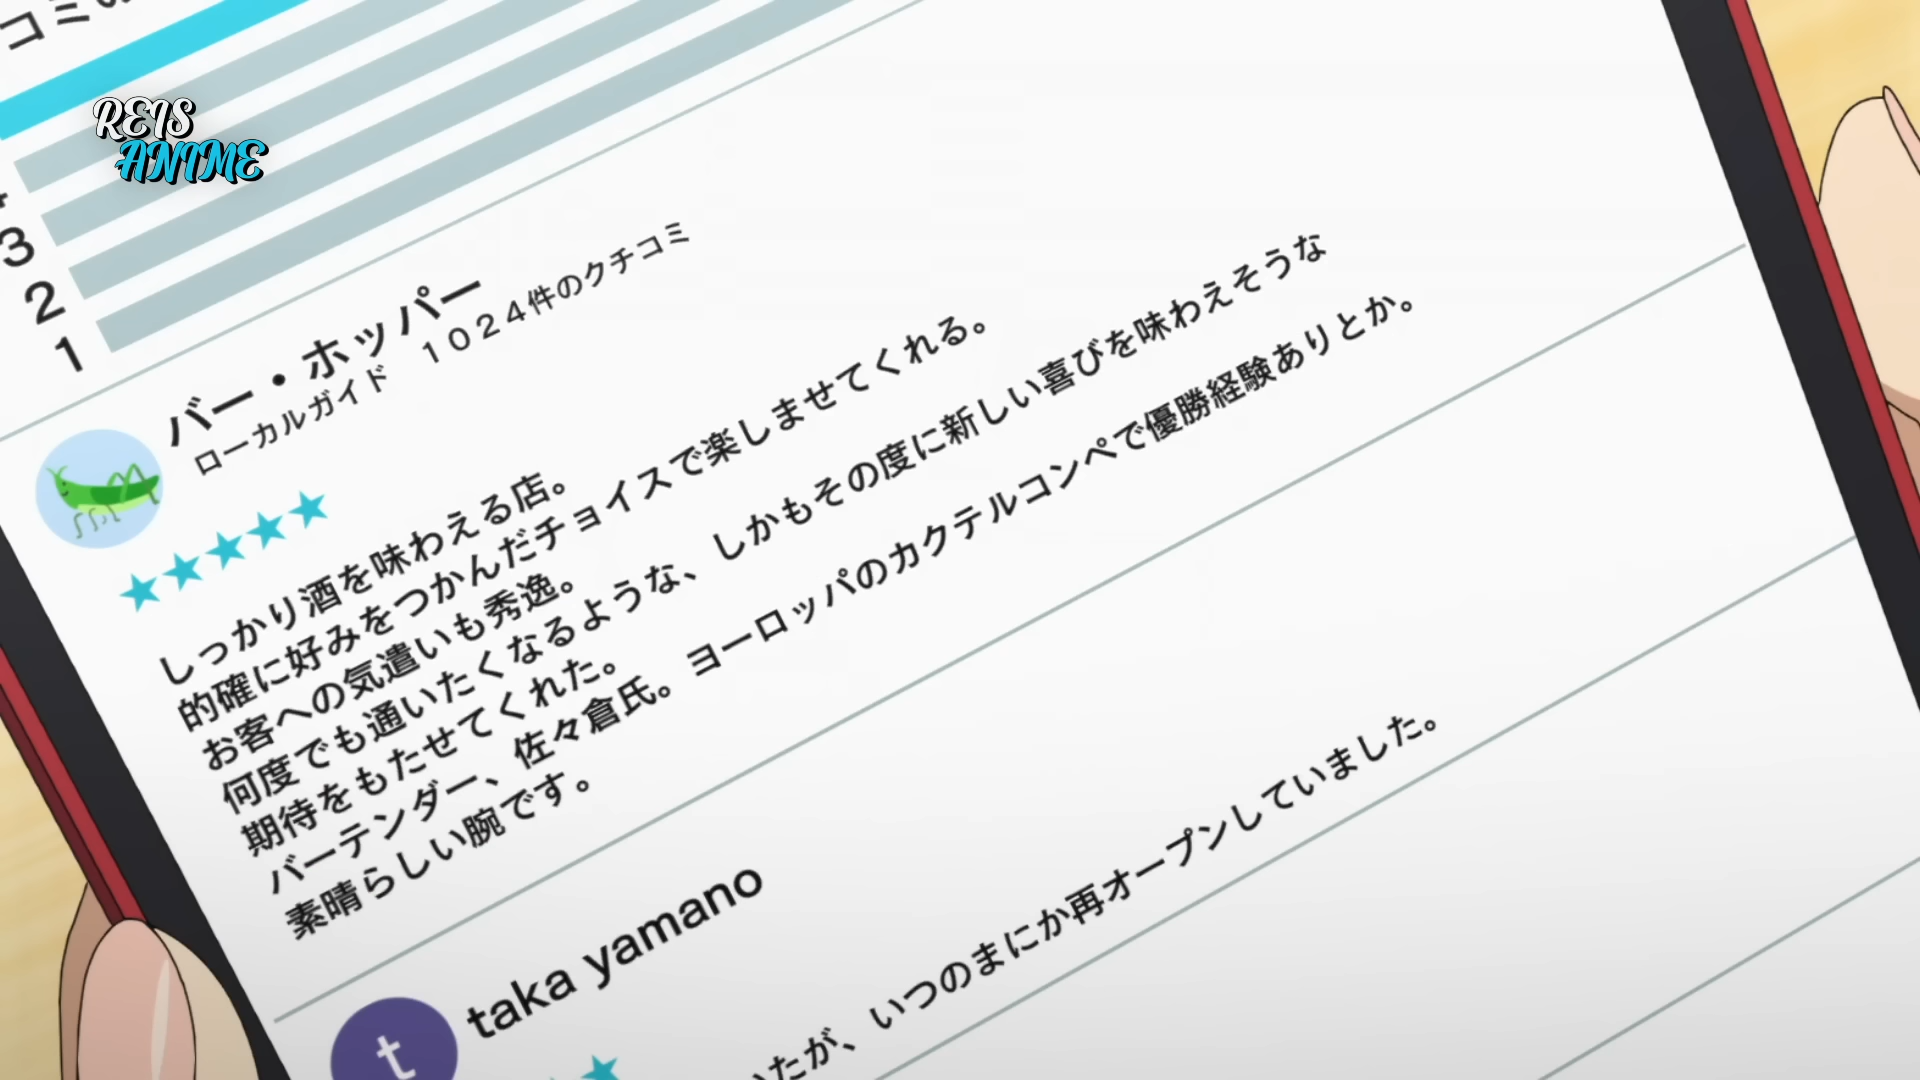 コミの
REIS
ANIME
3
2
1
バー・ホッパー
ローカルガイド　１０２４件のクチコミ
★★★★★
しっかり酒を味わえる店。
的確に好みをつかんだチョイスで楽しませてくれる。
お客への気遣いも秀逸。
何度でも通いたくなるような、しかもその度に新しい喜びを味わえそうな
期待をもたせてくれた。
バーテンダー、佐々倉氏。ヨーロッパのカクテルコンペで優勝経験ありとか。
素晴らしい腕です。
t
taka yamano
いたが、いつのまにか再オープンしていました。